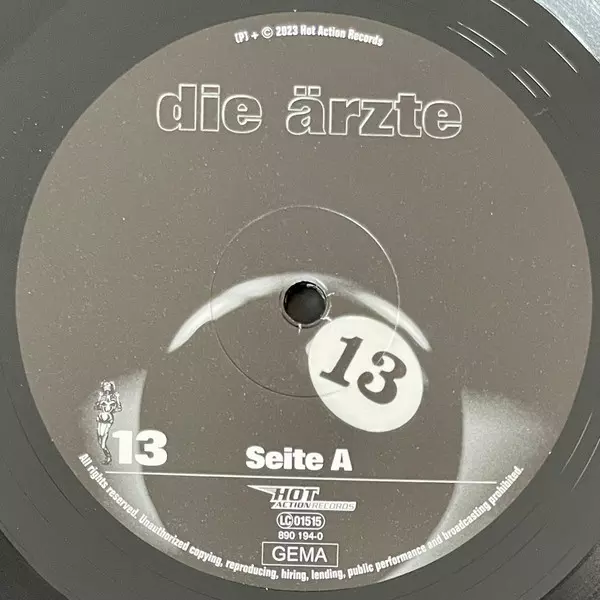 (P) + © 2023 Hot Action Records
die ärzte
13
13
Seite A
HOT
ACTION RECORDS
LC 01515
890 194-0
GEMA
All rights reserved. Unauthorized copying, reproducing, hiring, lending, public performance and broadcasting prohibited.